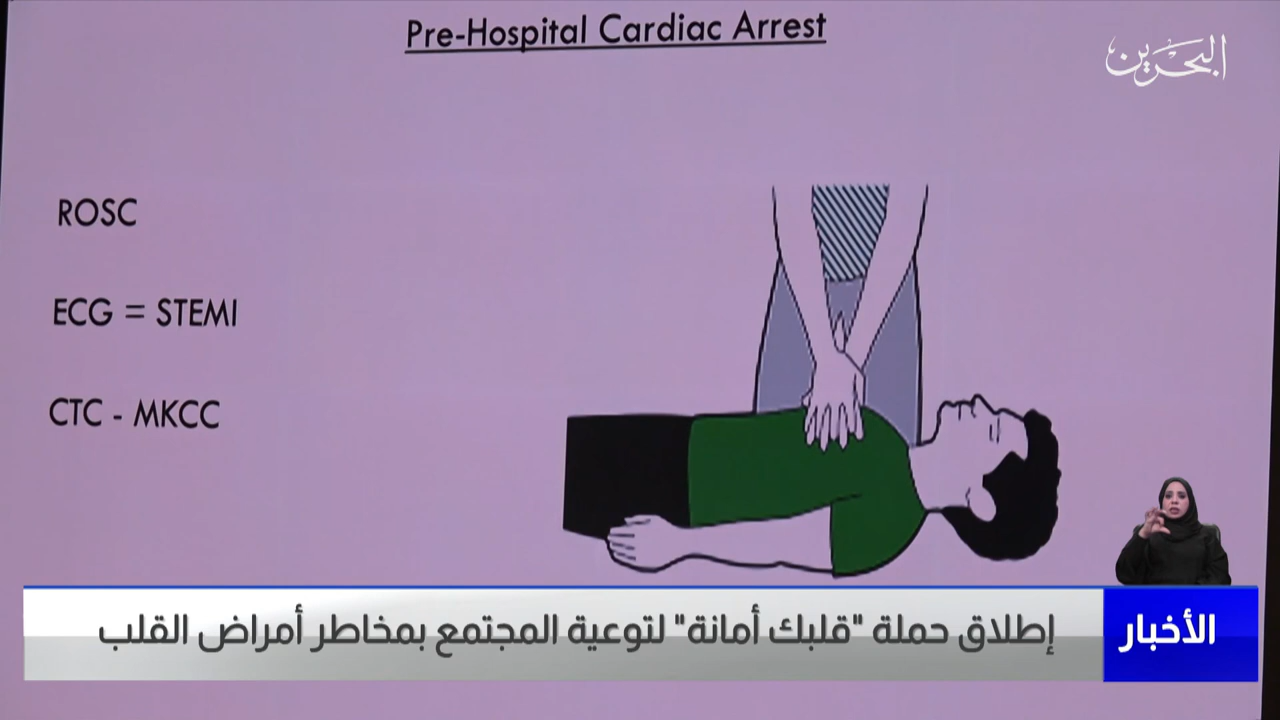 Pre-Hospital Cardiac Arrest
البحرين
ROSC
ECG = STEMI
CTC - MKCC
الأخبار
إطلاق حملة "قلبك أمانة" لتوعية المجتمع بمخاطر أمراض القلب